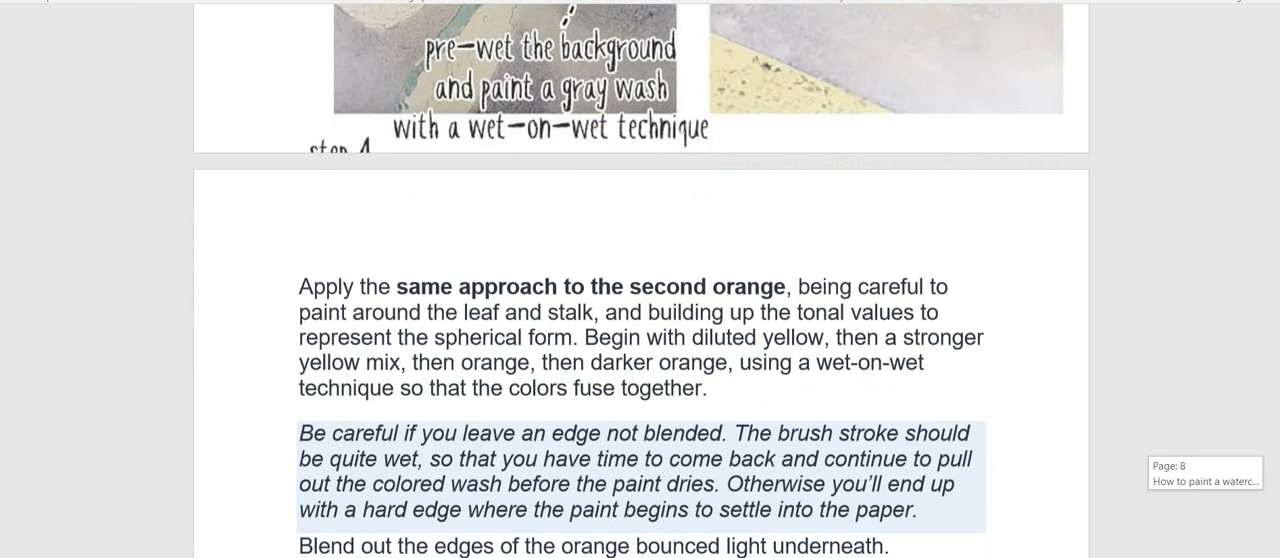 pre-wet the background
and paint a gray wash
with a wet-on-wet technique
Apply the same approach to the second orange, being careful to
paint around the leaf and stalk, and building up the tonal values to
represent the spherical form. Begin with diluted yellow, then a stronger
yellow mix, then orange, then darker orange, using a wet-on-wet
technique so that the colors fuse together.
Be careful if you leave an edge not blended. The brush stroke should
be quite wet, so that you have time to come back and continue to pull
out the colored wash before the paint dries. Otherwise you’ll end up
with a hard edge where the paint begins to settle into the paper.
Blend out the edges of the orange bounced light underneath.
Page: 8
How to paint a waterc...